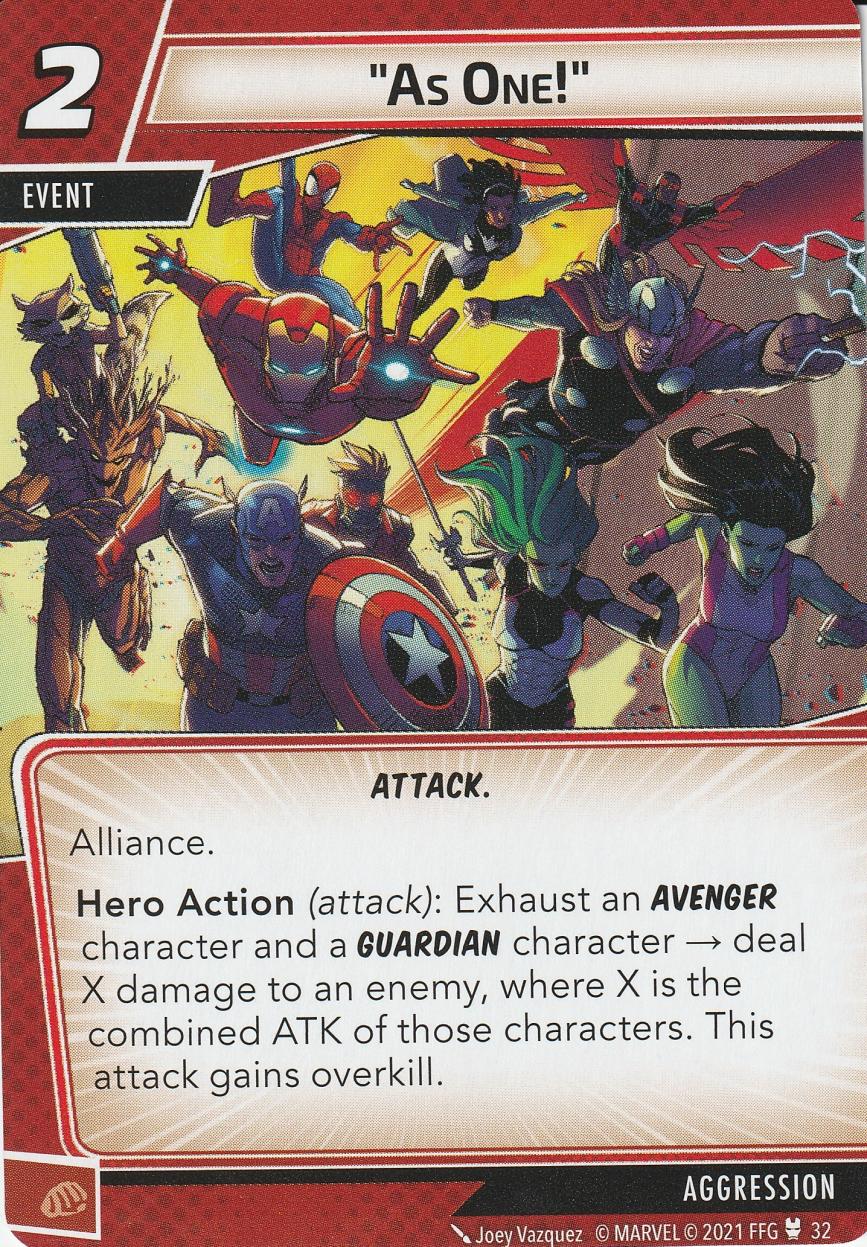 2
"As One!"
EVENT
ATTACK.
Alliance.
Hero Action (attack): Exhaust an AVENGER
character and a GUARDIAN character → deal
X damage to an enemy, where X is the
combined ATK of those characters. This
attack gains overkill.
AGGRESSION
Joey Vazquez © MARVEL © 2021 FFG 32